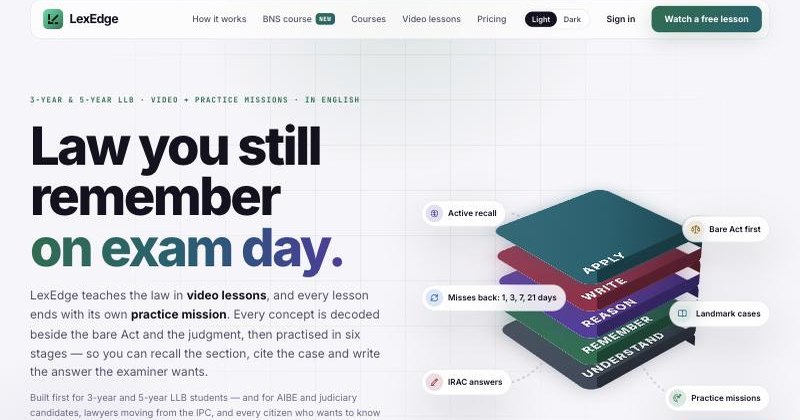 LexEdge
How it works
BNS course NEW
Courses
Video lessons
Pricing
Light
Dark
Sign in
Watch a free lesson
3-YEAR & 5-YEAR LLB · VIDEO + PRACTICE MISSIONS · IN ENGLISH
Law you still
remember
on exam day.
LexEdge teaches the law in video lessons, and every lesson
ends with its own practice mission. Every concept is decoded
beside the bare Act and the judgment, then practised in six
stages — so you can recall the section, cite the case and write
the answer the examiner wants.
Built first for 3-year and 5-year LLB students — and for AIBE and judiciary
candidates, lawyers moving from the IPC, and every citizen who wants to know
Active recall
Bare Act first
Misses back: 1, 3, 7, 21 days
Landmark cases
IRAC answers
Practice missions
APPLY
WRITE
REASON
REMEMBER
UNDERSTAND